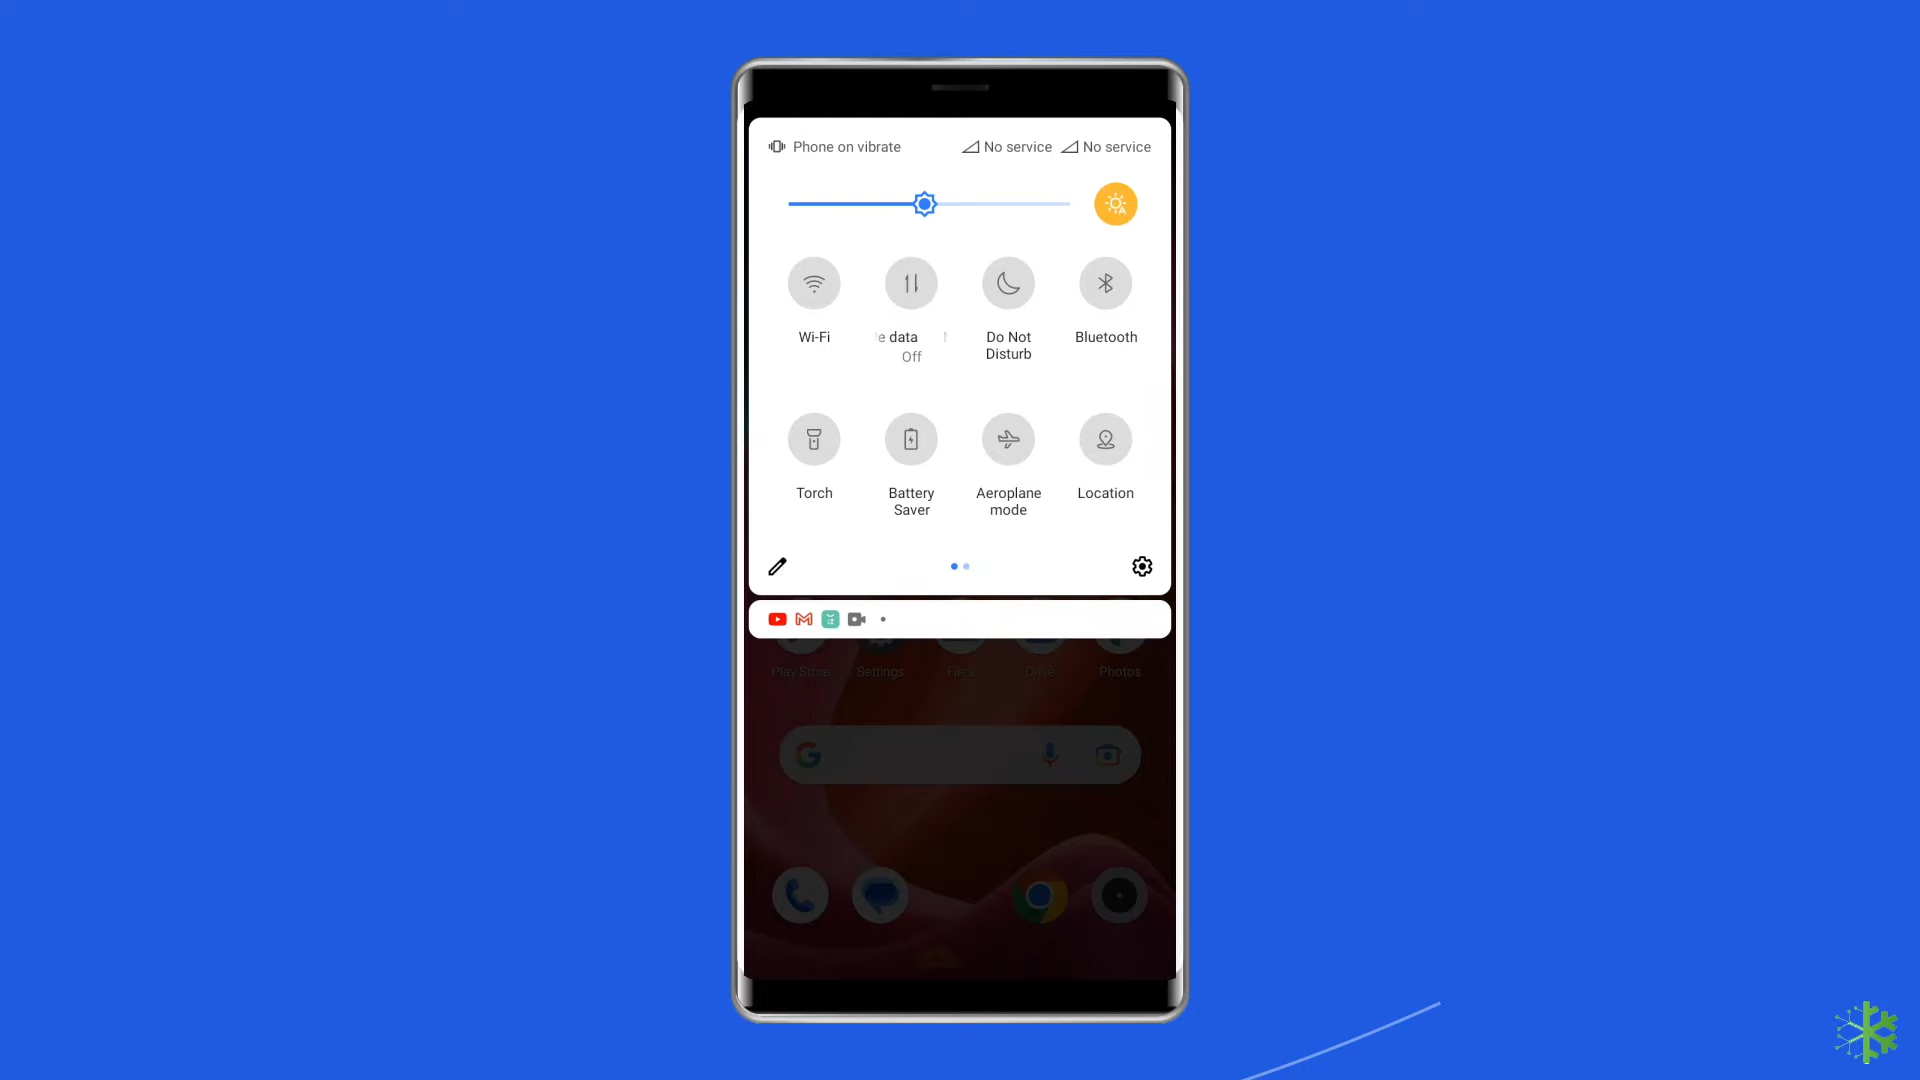 Phone on vibrate No service No service
Wi-Fi e data Do Not Disturb Bluetooth
Off
Torch Battery Saver Aeroplane mode Location
Play Store Settings Files Drive Photos